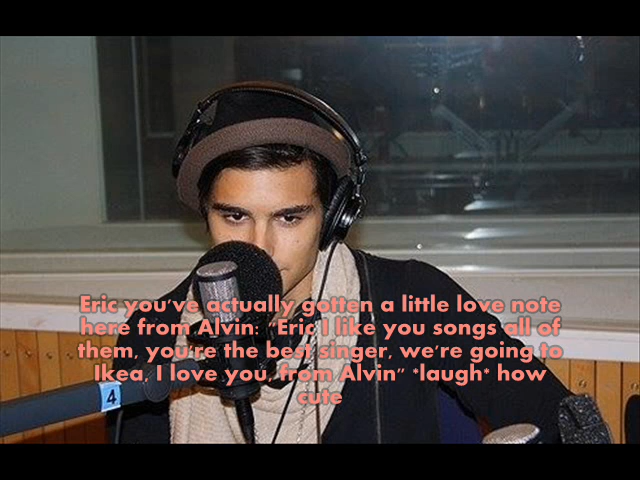 Eric you've actually gotten a little love note
here from Alvin: "Eric I like you songs all of
them, you're the best singer, we're going to
Ikea, I love you, from Alvin" *laugh* how
cute
4